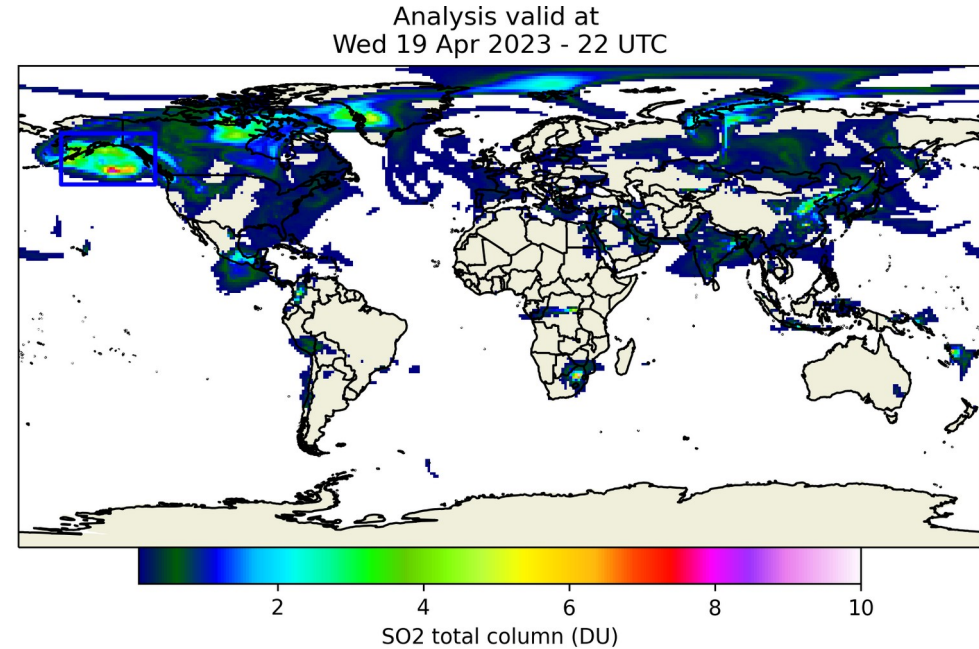 Analysis valid at
Wed 19 Apr 2023 - 22 UTC
2 4 6 8 10
SO2 total column (DU)